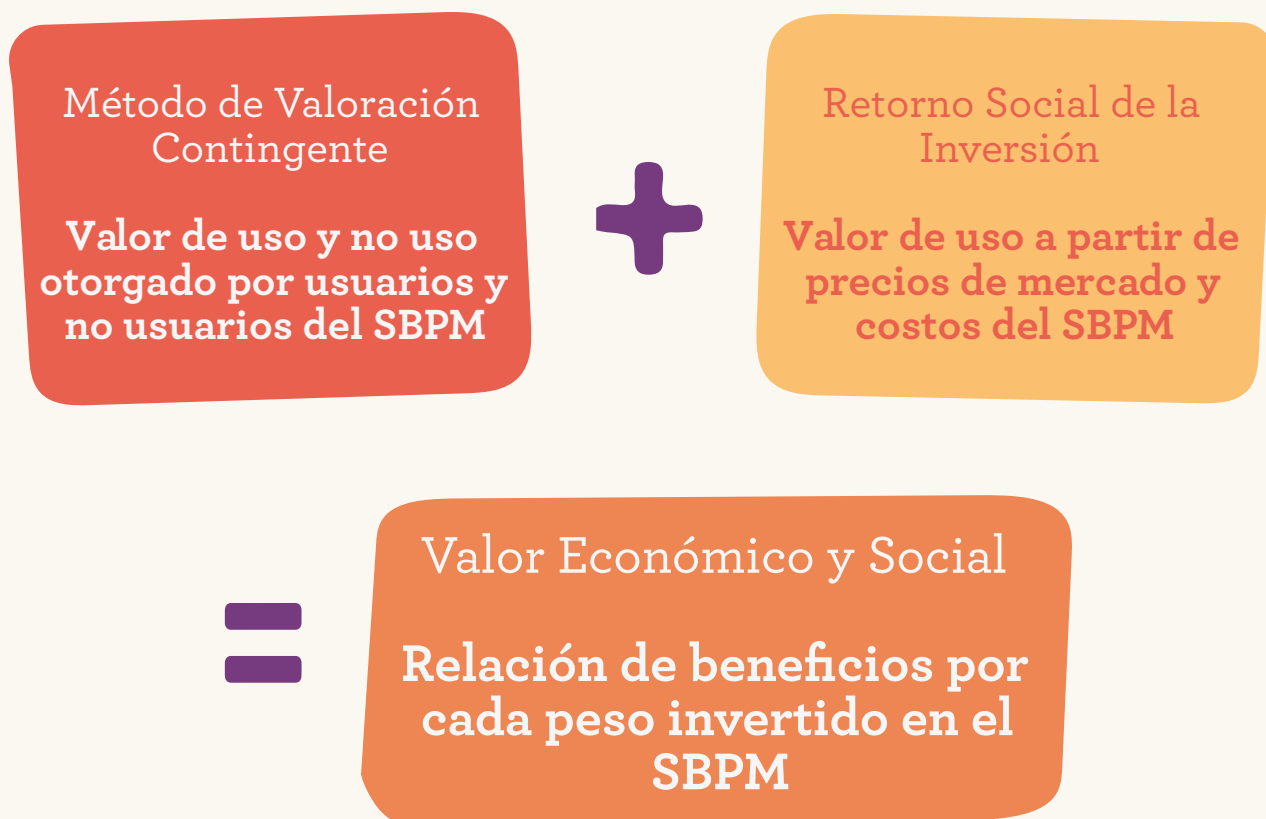 Método de Valoración
Contingente
Valor de uso y no uso
otorgado por usuarios y
no usuarios del SBPM
+
Retorno Social de la
Inversión
Valor de uso a partir de
precios de mercado y
costos del SBPM
=
Valor Económico y Social
Relación de beneficios por
cada peso invertido en el
SBPM